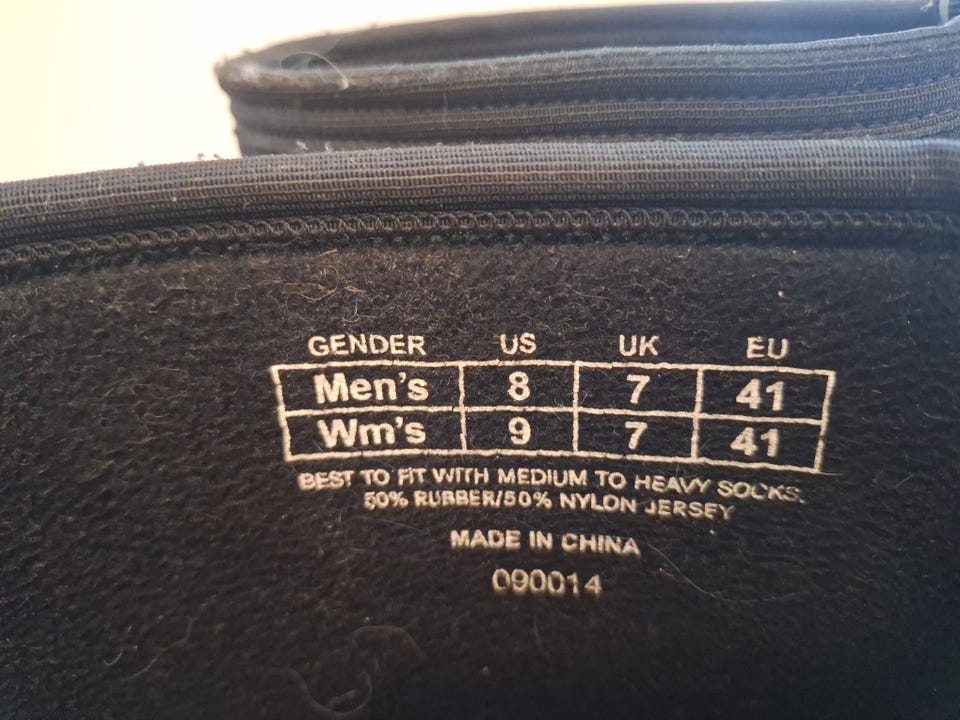 GENDER US UK EU
Men's 8 7 41
Wm's 9 7 41
BEST TO FIT WITH MEDIUM TO HEAVY SOCKS.
50% RUBBER/50% NYLON JERSEY
MADE IN CHINA
090014